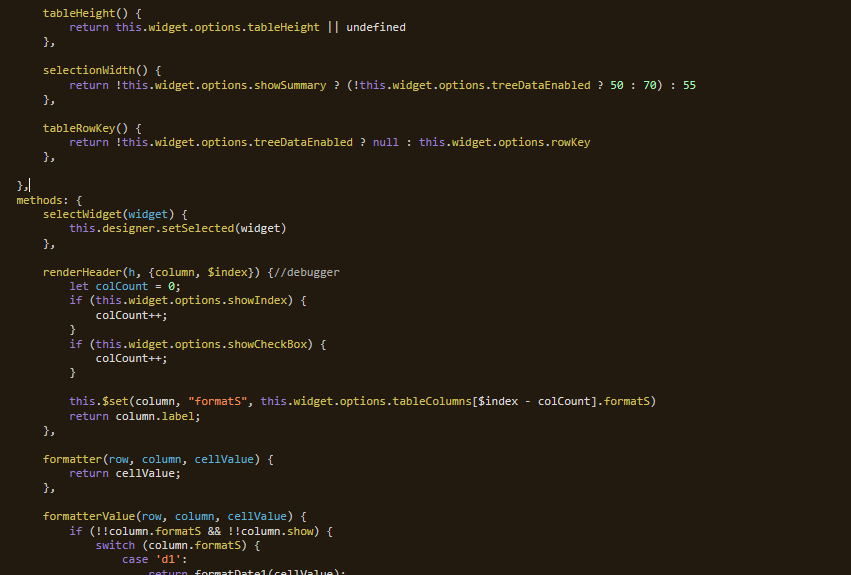 tableHeight() {
return this.widget.options.tableHeight || undefined
},
selectionWidth() {
return !this.widget.options.showSummary ? (!this.widget.options.treeDataEnabled ? 50 : 70) : 55
},
tableRowKey() {
return !this.widget.options.treeDataEnabled ? null : this.widget.options.rowKey
},
},
methods: {
selectWidget(widget) {
this.designer.setSelected(widget)
},
renderHeader(h, {column, $index}) {//debugger
let colCount = 0;
if (this.widget.options.showIndex) {
colCount++;
}
if (this.widget.options.showCheckBox) {
colCount++;
}
this.$set(column, "formatS", this.widget.options.tableColumns[$index - colCount].formatS)
return column.label;
},
formatter(row, column, cellValue) {
return cellValue;
},
formatterValue(row, column, cellValue) {
if (!!column.formatS && !!column.show) {
switch (column.formatS) {
case 'd1':
return formatDate1(cellValue);